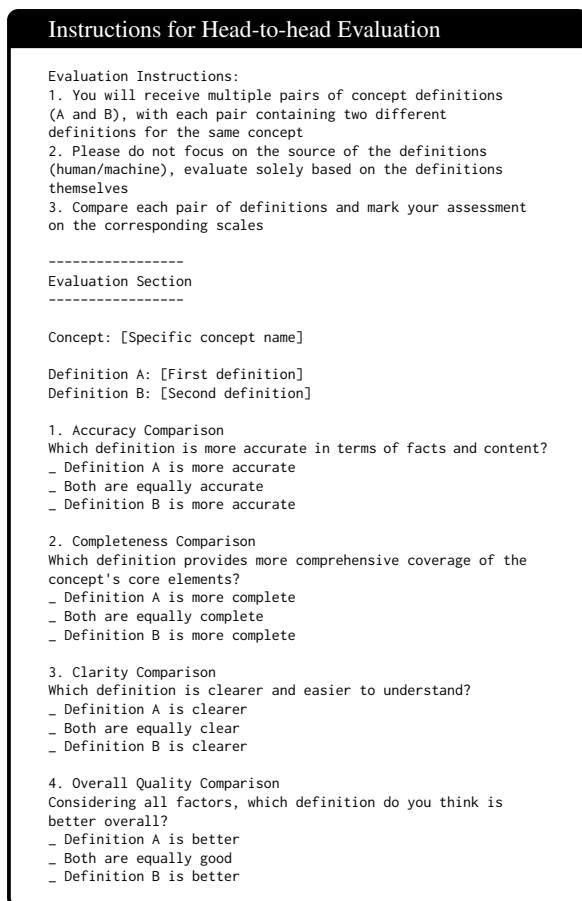 Instructions for Head-to-head Evaluation
Evaluation Instructions:
1. You will receive multiple pairs of concept definitions
(A and B), with each pair containing two different
definitions for the same concept
2. Please do not focus on the source of the definitions
(human/machine), evaluate solely based on the definitions
themselves
3. Compare each pair of definitions and mark your assessment
on the corresponding scales
-----------------
Evaluation Section
-----------------
Concept: [Specific concept name]
Definition A: [First definition]
Definition B: [Second definition]
1. Accuracy Comparison
Which definition is more accurate in terms of facts and content?
_ Definition A is more accurate
_ Both are equally accurate
_ Definition B is more accurate
2. Completeness Comparison
Which definition provides more comprehensive coverage of the
concept's core elements?
_ Definition A is more complete
_ Both are equally complete
_ Definition B is more complete
3. Clarity Comparison
Which definition is clearer and easier to understand?
_ Definition A is clearer
_ Both are equally clear
_ Definition B is clearer
4. Overall Quality Comparison
Considering all factors, which definition do you think is
better overall?
_ Definition A is better
_ Both are equally good
_ Definition B is better